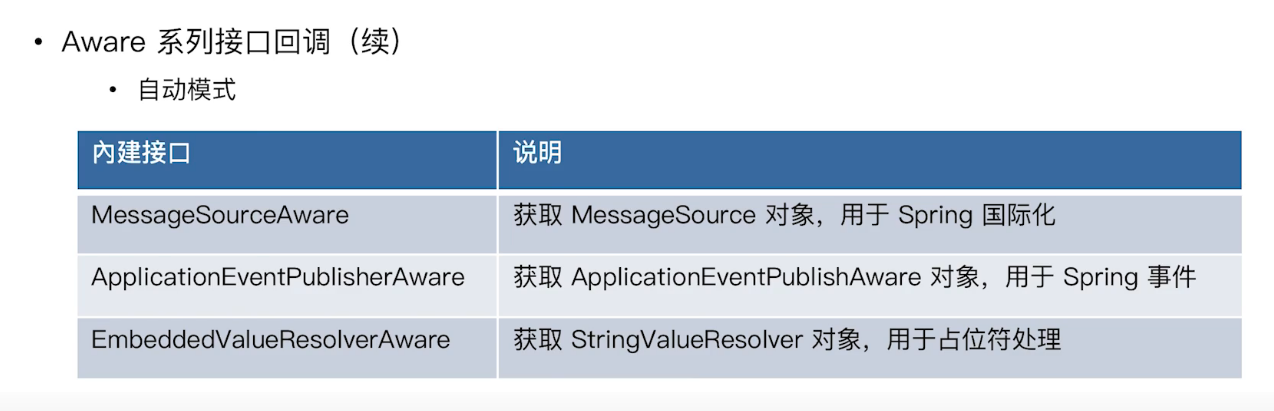 • Aware 系列接口回调（续）
• 自动模式
内建接口 说明
MessageSourceAware 获取 MessageSource 对象，用于 Spring 国际化
ApplicationEventPublisherAware 获取 ApplicationEventPublishAware 对象，用于 Spring 事件
EmbeddedValueResolverAware 获取 StringValueResolver 对象，用于占位符处理